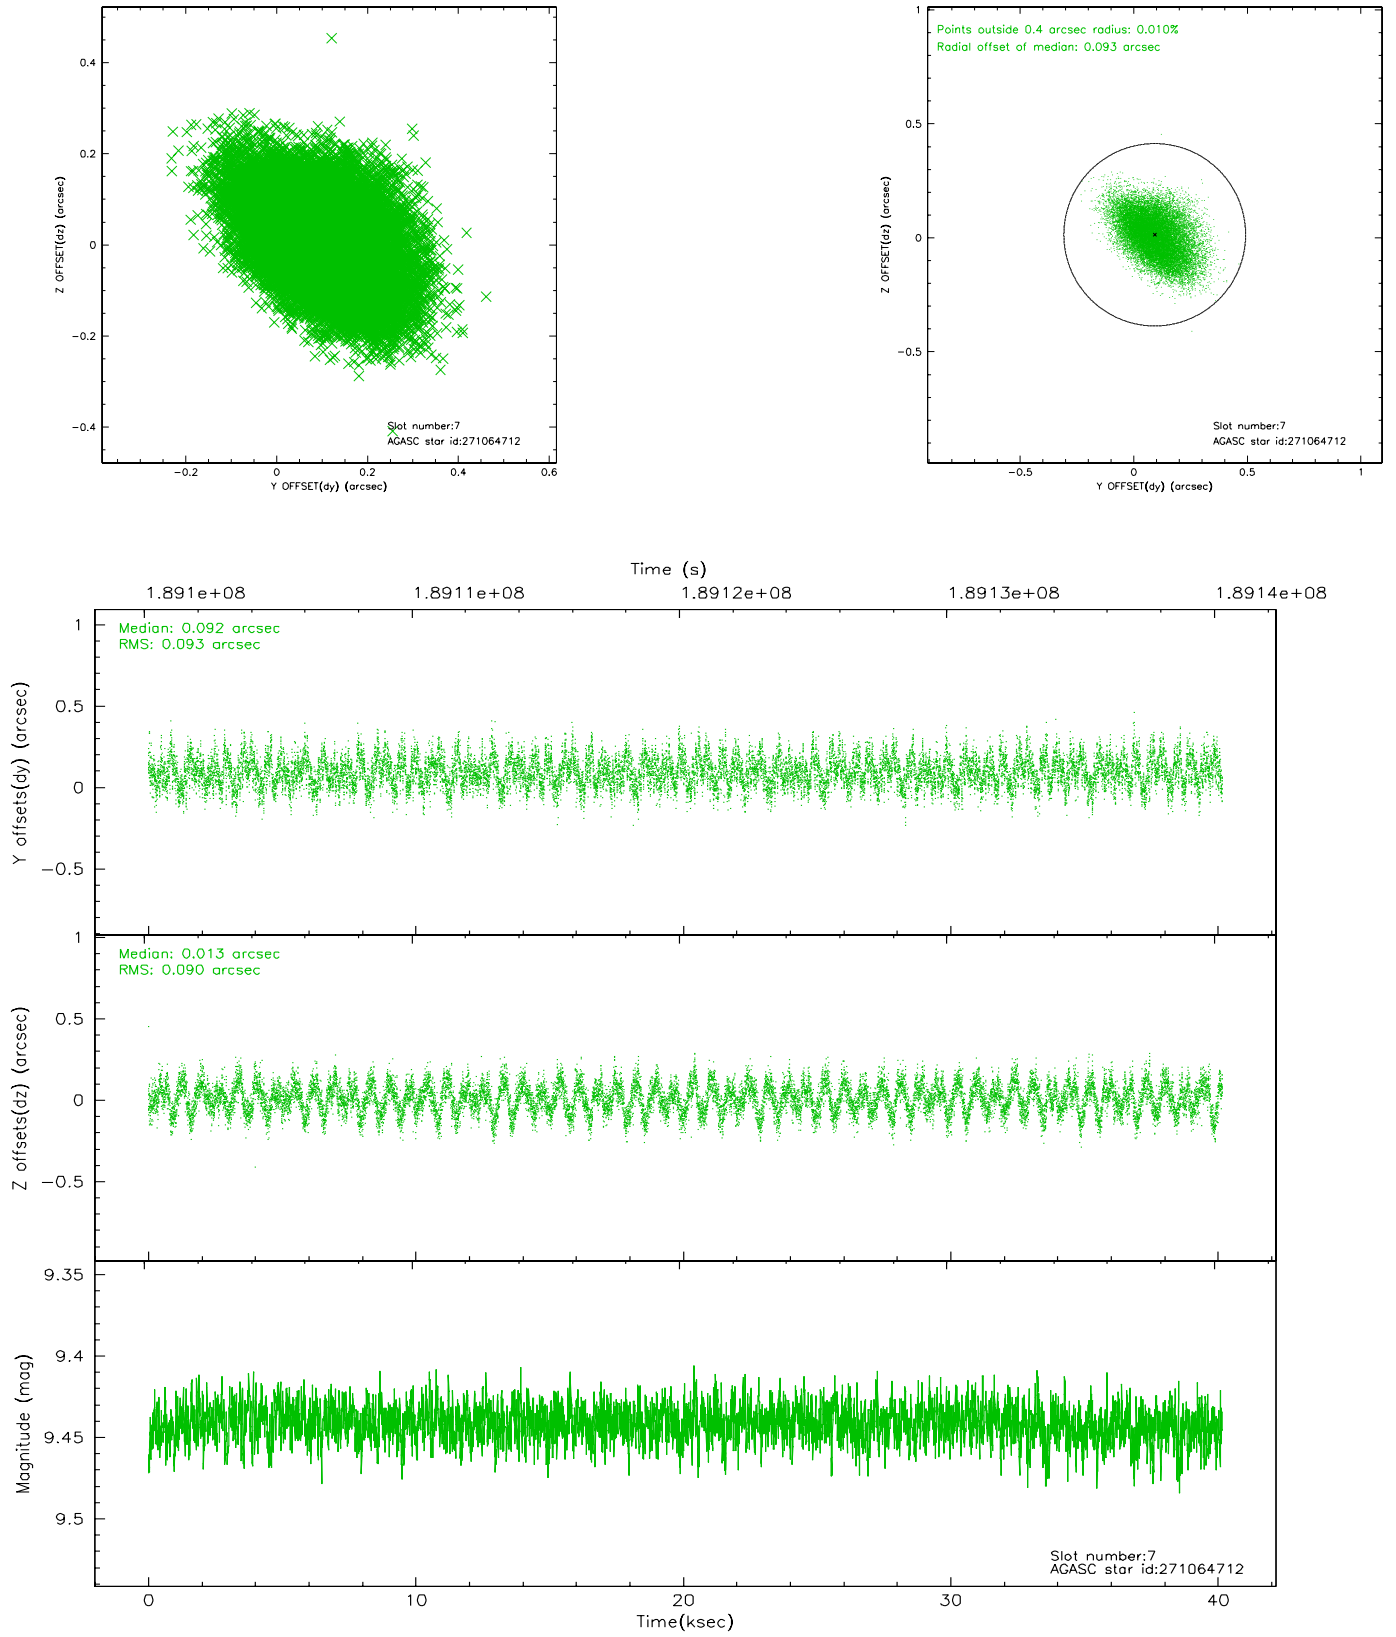 0.4
0.2
0
−0.2
−0.4
Z OFFSET(dz) (arcsec)
Slot number:7
AGASC star id:271064712
−0.2 0 0.2 0.4 0.6
Y OFFSET(dy) (arcsec)
Points outside 0.4 arcsec radius: 0.010%
Radial offset of median: 0.093 arcsec
1
0.5
0
−0.5
Z OFFSET(dz) (arcsec)
Slot number:7
AGASC star id:271064712
−0.5 0 0.5 1
Y OFFSET(dy) (arcsec)
Time (s)
1.891e+08 1.8911e+08 1.8912e+08 1.8913e+08 1.8914e+08
Median: 0.092 arcsec
RMS: 0.093 arcsec
1
0.5
0
−0.5
Y offsets(dy) (arcsec)
Median: 0.013 arcsec
RMS: 0.090 arcsec
1
0.5
0
−0.5
Z offsets(dz) (arcsec)
9.35
9.4
9.45
9.5
Magnitude (mag)
Slot number:7
AGASC star id:271064712
0 10 20 30 40
Time(ksec)